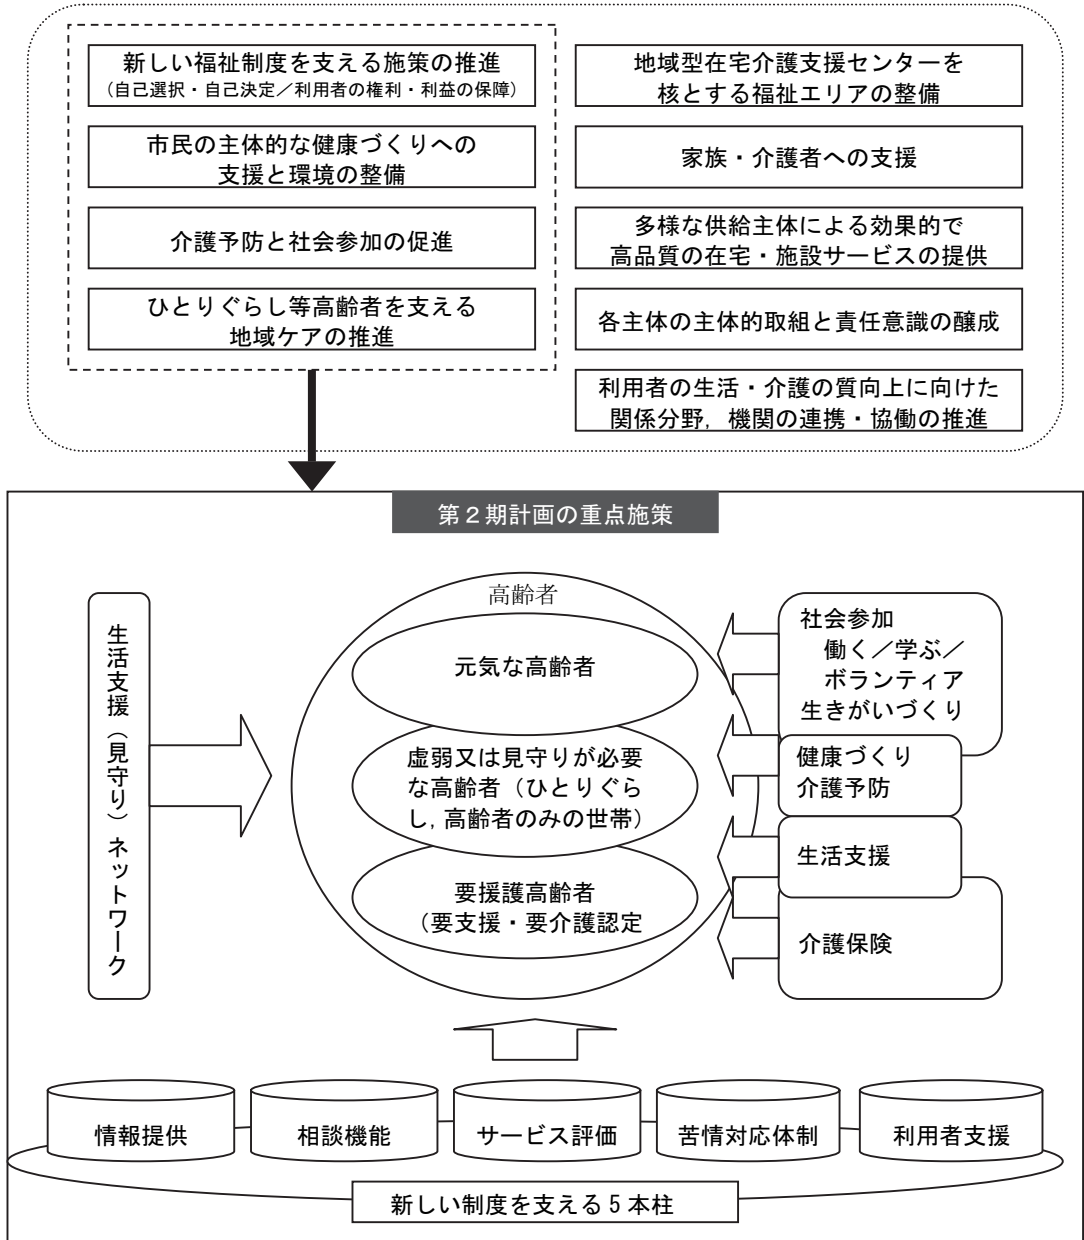 新しい福祉制度を支える施策の推進
（自己選択・自己決定／利用者の権利・利益の保障）
市民の主体的な健康づくりへの
支援と環境の整備
介護予防と社会参加の促進
ひとりぐらし等高齢者を支える
地域ケアの推進
地域型在宅介護支援センターを
核とする福祉エリアの整備
家族・介護者への支援
多様な供給主体による効果的で
高品質の在宅・施設サービスの提供
各主体の主体的取組と責任意識の醸成
利用者の生活・介護の質向上に向けた
関係分野，機関の連携・協働の推進
第２期計画の重点施策
生活支援（見守り）ネットワーク
高齢者
元気な高齢者
虚弱又は見守りが必要
な高齢者（ひとりぐら
し，高齢者のみの世帯）
要援護高齢者
（要支援・要介護認定
社会参加
働く／学ぶ／
ボランティア
生きがいづくり
健康づくり
介護予防
生活支援
介護保険
情報提供
相談機能
サービス評価
苦情対応体制
利用者支援
新しい制度を支える５本柱